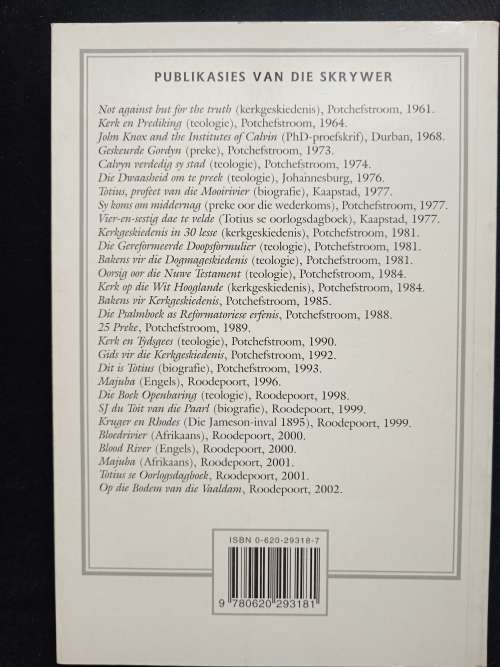 PUBLIKASIES VAN DIE SKRYWER
Not against but for the truth (kerkgeskiedenis), Potchefstroom, 1961.
Kerk en Prediking (teologie), Potchefstroom, 1964.
John Knox and the Institutes of Calvin (PhD-proefskrif), Durban, 1968.
Geskeurde Gordyn (preke), Potchefstroom, 1973.
Calvyn verdedig sy stad (teologie), Potchefstroom, 1974.
Die Dwaasheid om te preek (teologie), Johannesburg, 1976.
Totius, profeet van die Mooirivier (biografie), Kaapstad, 1977.
Sy koms om middernag (preke oor die wederkoms), Potchefstroom, 1977.
Vier-en-sestig dae te velde (Totius se oorlogsdagboek), Kaapstad, 1977.
Kerkgeskiedenis in 30 lesse (kerkgeskiedenis), Potchefstroom, 1981.
Die Gereformeerde Doopsformulier (teologie), Potchefstroom, 1981.
Bakens vir die Dogmageskiedenis (teologie), Potchefstroom, 1981.
Oorsig oor die Nuwe Testament (teologie), Potchefstroom, 1984.
Kerk op die Wit Hooglande (kerkgeskiedenis), Potchefstroom, 1984.
Bakens vir Kerkgeskiedenis, Potchefstroom, 1985.
Die Psalmboek as Reformatoriese erfenis, Potchefstroom, 1988.
25 Preke, Potchefstroom, 1989.
Kerk en Tydsgees (teologie), Potchefstroom, 1990.
Gids vir die Kerkgeskiedenis, Potchefstroom, 1992.
Dit is Totius (biografie), Potchefstroom, 1993.
Majuba (Engels), Roodepoort, 1996.
Die Boek Openbaring (teologie), Roodepoort, 1998.
SJ du Toit van die Paarl (biografie), Roodepoort, 1999.
Kruger en Rhodes (Die Jameson-inval 1895), Roodepoort, 1999.
Bloedrivier (Afrikaans), Roodepoort, 2000.
Blood River (Engels), Roodepoort, 2000.
Majuba (Afrikaans), Roodepoort, 2001.
Totius se Oorlogsdagboek, Roodepoort, 2001.
Op die Bodem van die Vaaldam, Roodepoort, 2002.
ISBN 0-620-29318-7
9 780620 293181